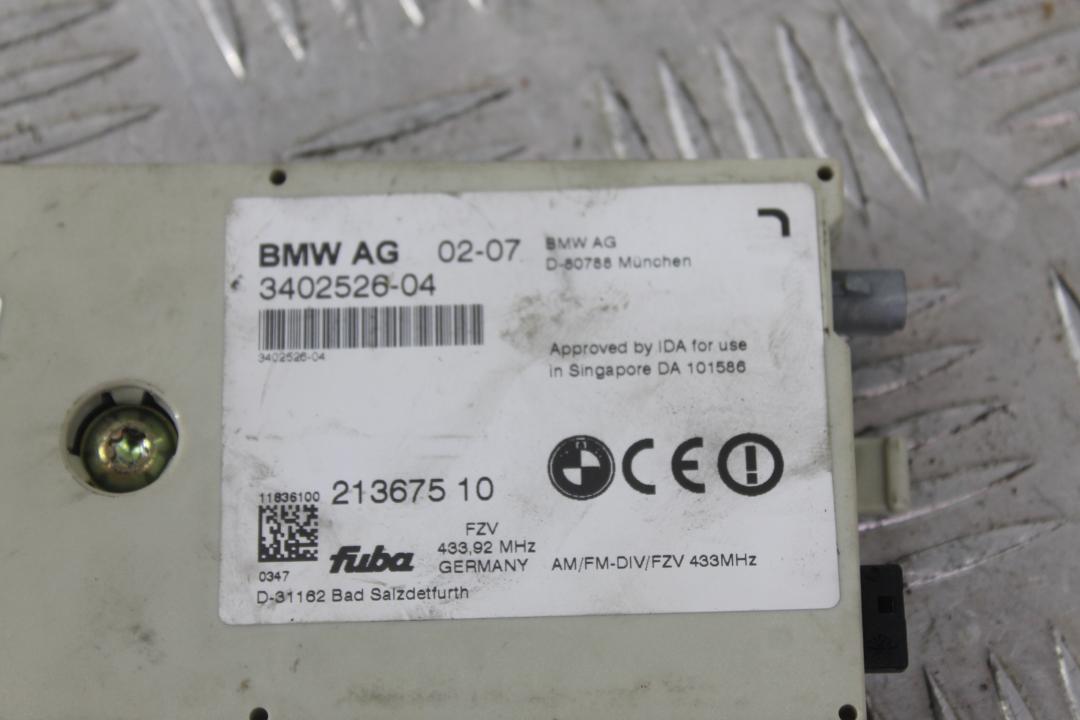 BMW AG 02-07
3402526-04
3402526-04
BMW AG
D-80788 München
Approved by IDA for use
in Singapore DA 101586
11836100
213675 10
CE
FZV
433,92 MHz
GERMANY
fuba
0347
D-31162 Bad Salzdetfurth
AM/FM-DIV/FZV 433MHz